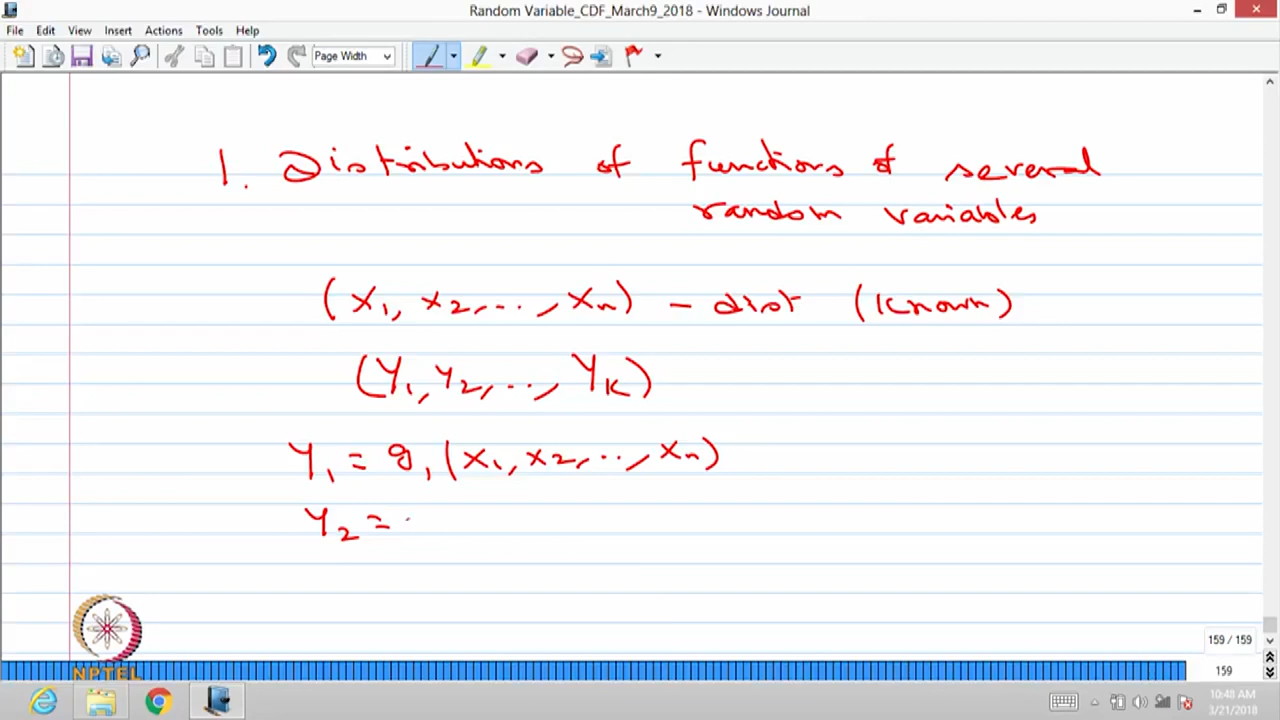 Random Variable_CDF_March9_2018 - Windows Journal
File Edit View Insert Actions Tools Help
Page Width
1. Distributions of functions of several
random variables
(X1, X2, ..., Xn) - dist (known)
(Y1, Y2, ..., Yk)
Y1 = g1 (X1, X2, ..., Xn)
Y2 =
159 / 159
159
NPTEL
10:48 AM
3/21/2018